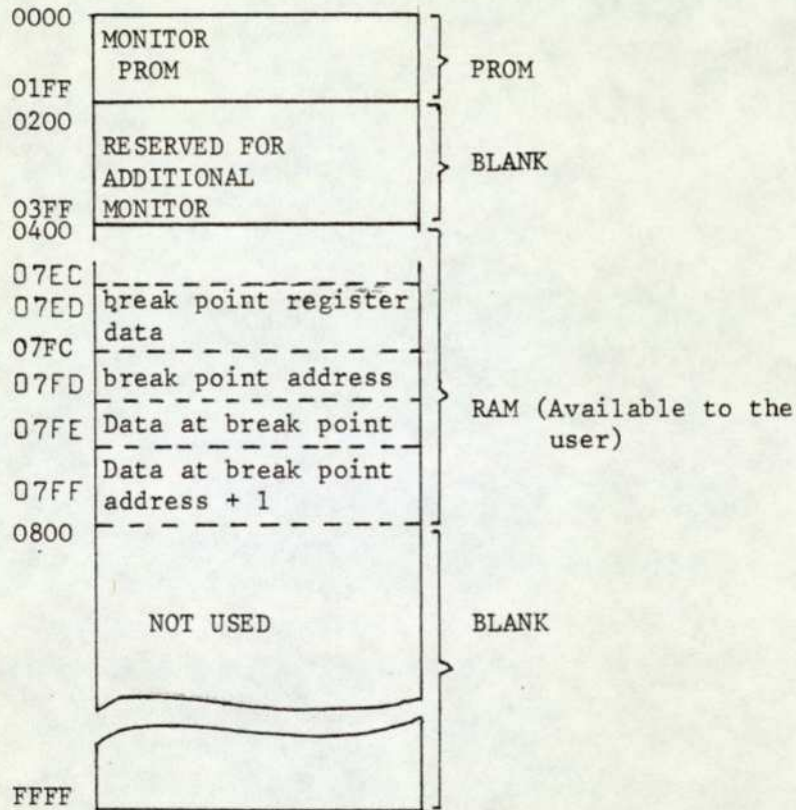 0000
MONITOR
PROM
PROM
01FF
0200
RESERVED FOR
ADDITIONAL
MONITOR
BLANK
03FF
0400
07EC
07ED
break point register
data
07FC
07FD
break point address
07FE
Data at break point
07FF
Data at break point
address + 1
RAM (Available to the
user)
0800
NOT USED
BLANK
FFFF